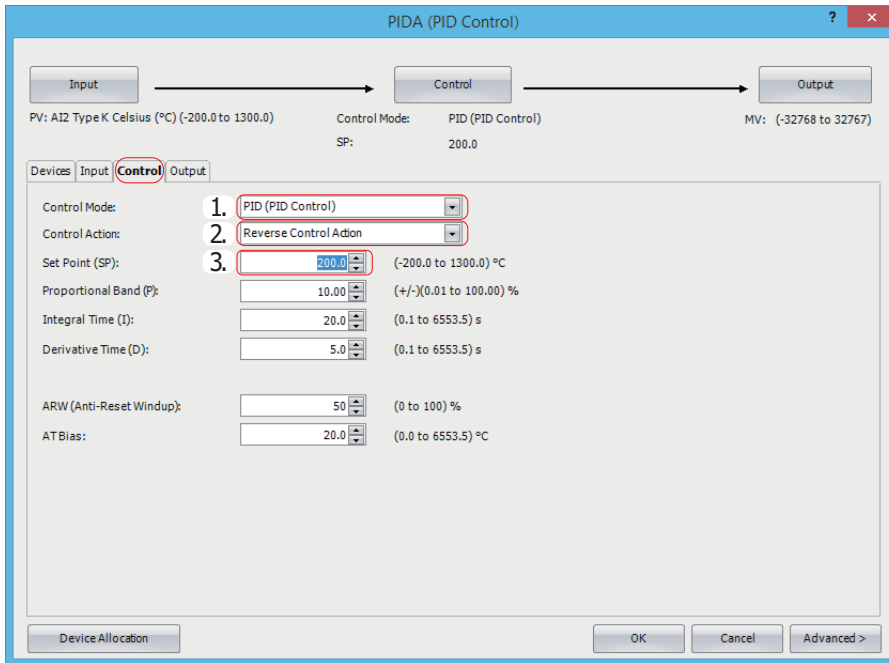 PIDA (PID Control)
?
×
Input
Control
Output
PV: AI2 Type K Celsius (°C) (-200.0 to 1300.0)
Control Mode: PID (PID Control)
MV: (-32768 to 32767)
SP: 200.0
Devices Input Control Output
Control Mode: 1. PID (PID Control)
Control Action: 2. Reverse Control Action
Set Point (SP): 3. 200.0 (-200.0 to 1300.0) °C
Proportional Band (P): 10.00 (+/-)(0.01 to 100.00) %
Integral Time (I): 20.0 (0.1 to 6553.5) s
Derivative Time (D): 5.0 (0.1 to 6553.5) s
ARW (Anti-Reset Windup): 50 (0 to 100) %
AT Bias: 20.0 (0.0 to 6553.5) °C
Device Allocation
OK
Cancel
Advanced >